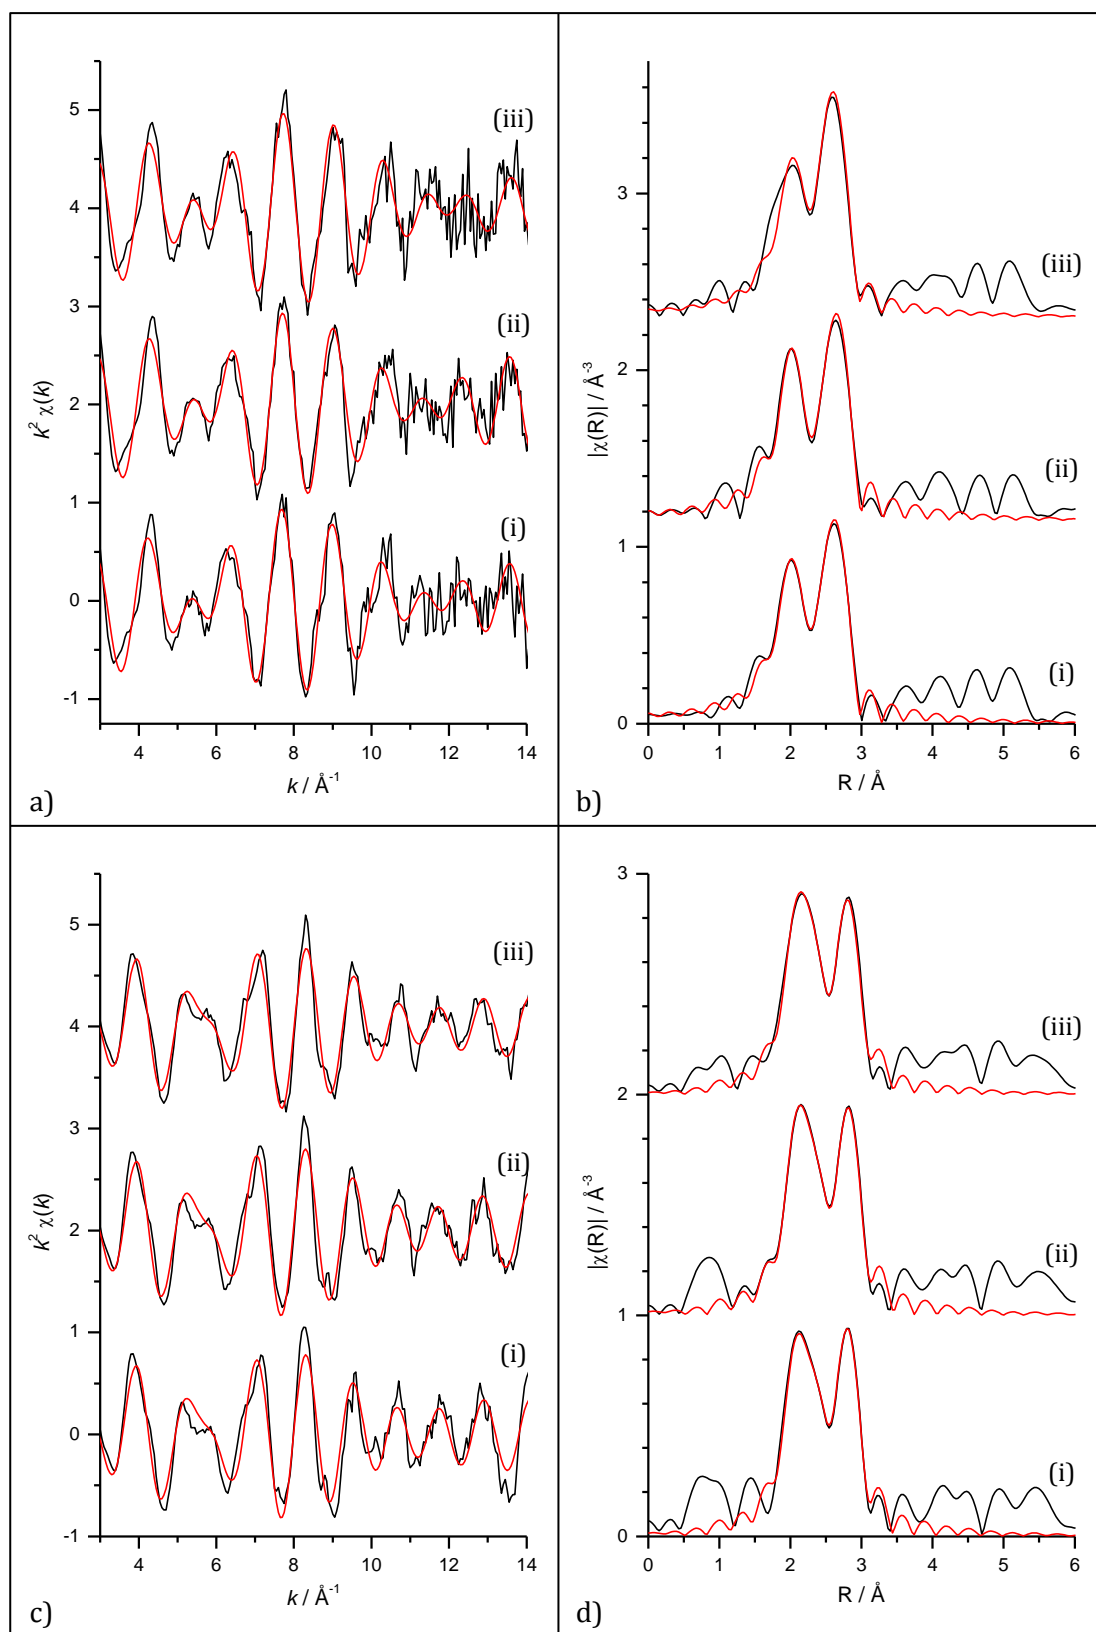 5
4
3
2
1
0
-1
k² χ(k)
4 6 8 10 12 14
k / Å⁻¹
(iii)
(ii)
(i)
a)
3
2
1
0
|χ(R)| / Å⁻³
0 1 2 3 4 5 6
R / Å
(iii)
(ii)
(i)
b)
5
4
3
2
1
0
-1
k² χ(k)
4 6 8 10 12 14
k / Å⁻¹
(iii)
(ii)
(i)
c)
3
2
1
0
|χ(R)| / Å⁻³
0 1 2 3 4 5 6
R / Å
(iii)
(ii)
(i)
d)